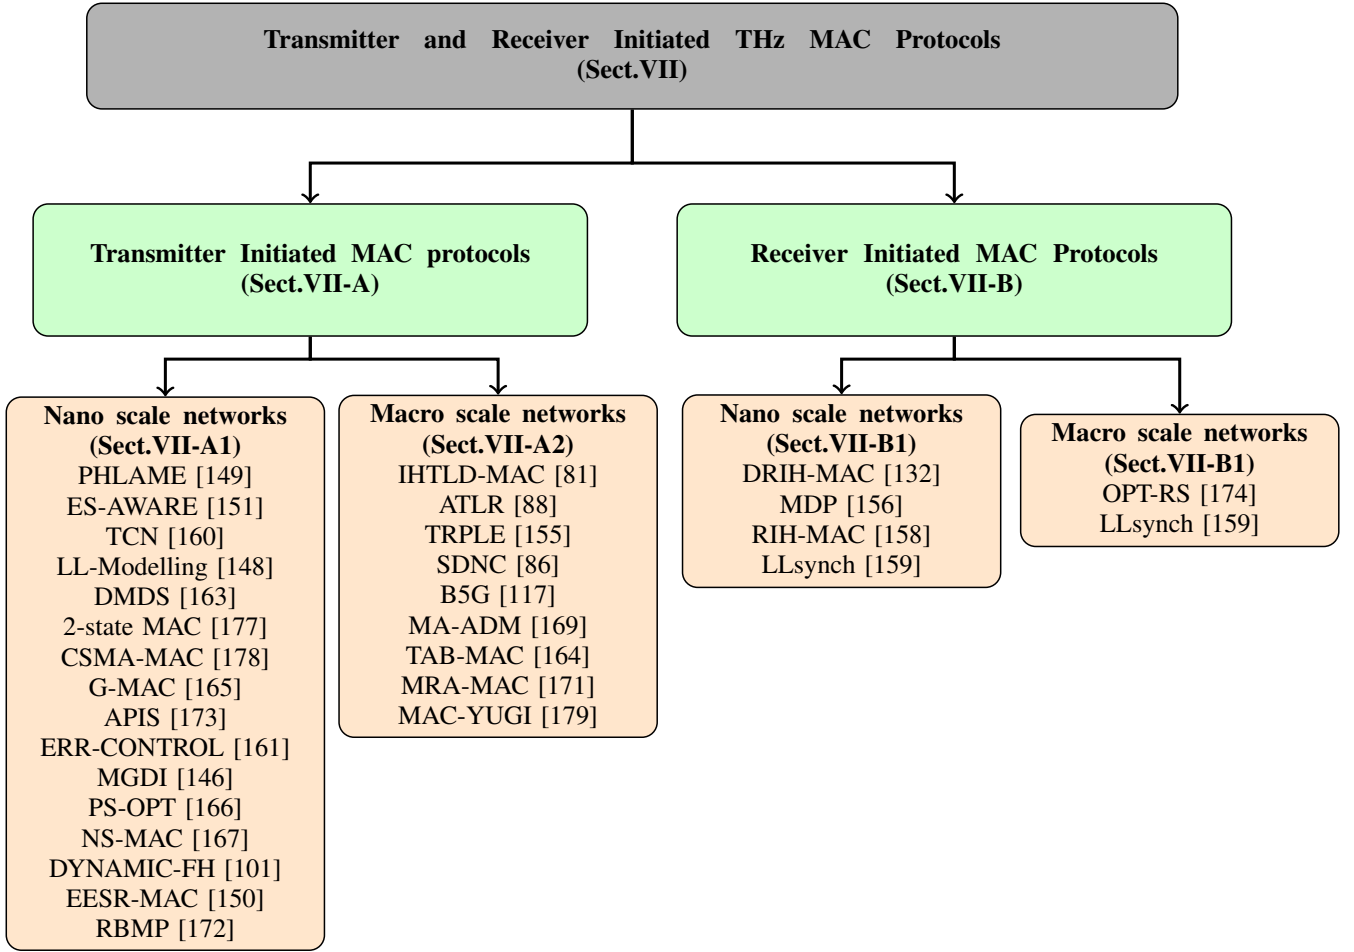 Transmitter and Receiver Initiated THz MAC Protocols
(Sect.VII)
Transmitter Initiated MAC protocols
(Sect.VII-A)
Receiver Initiated MAC Protocols
(Sect.VII-B)
Nano scale networks
(Sect.VII-A1)
PHLAME [149]
ES-AWARE [151]
TCN [160]
LL-Modelling [148]
DMDS [163]
2-state MAC [177]
CSMA-MAC [178]
G-MAC [165]
APIS [173]
ERR-CONTROL [161]
MGDI [146]
PS-OPT [166]
NS-MAC [167]
DYNAMIC-FH [101]
EESR-MAC [150]
RBMP [172]
Macro scale networks
(Sect.VII-A2)
IHTLD-MAC [81]
ATLR [88]
TRPLE [155]
SDNC [86]
B5G [117]
MA-ADM [169]
TAB-MAC [164]
MRA-MAC [171]
MAC-YUGI [179]
Nano scale networks
(Sect.VII-B1)
DRIH-MAC [132]
MDP [156]
RIH-MAC [158]
LLsynch [159]
Macro scale networks
(Sect.VII-B1)
OPT-RS [174]
LLsynch [159]